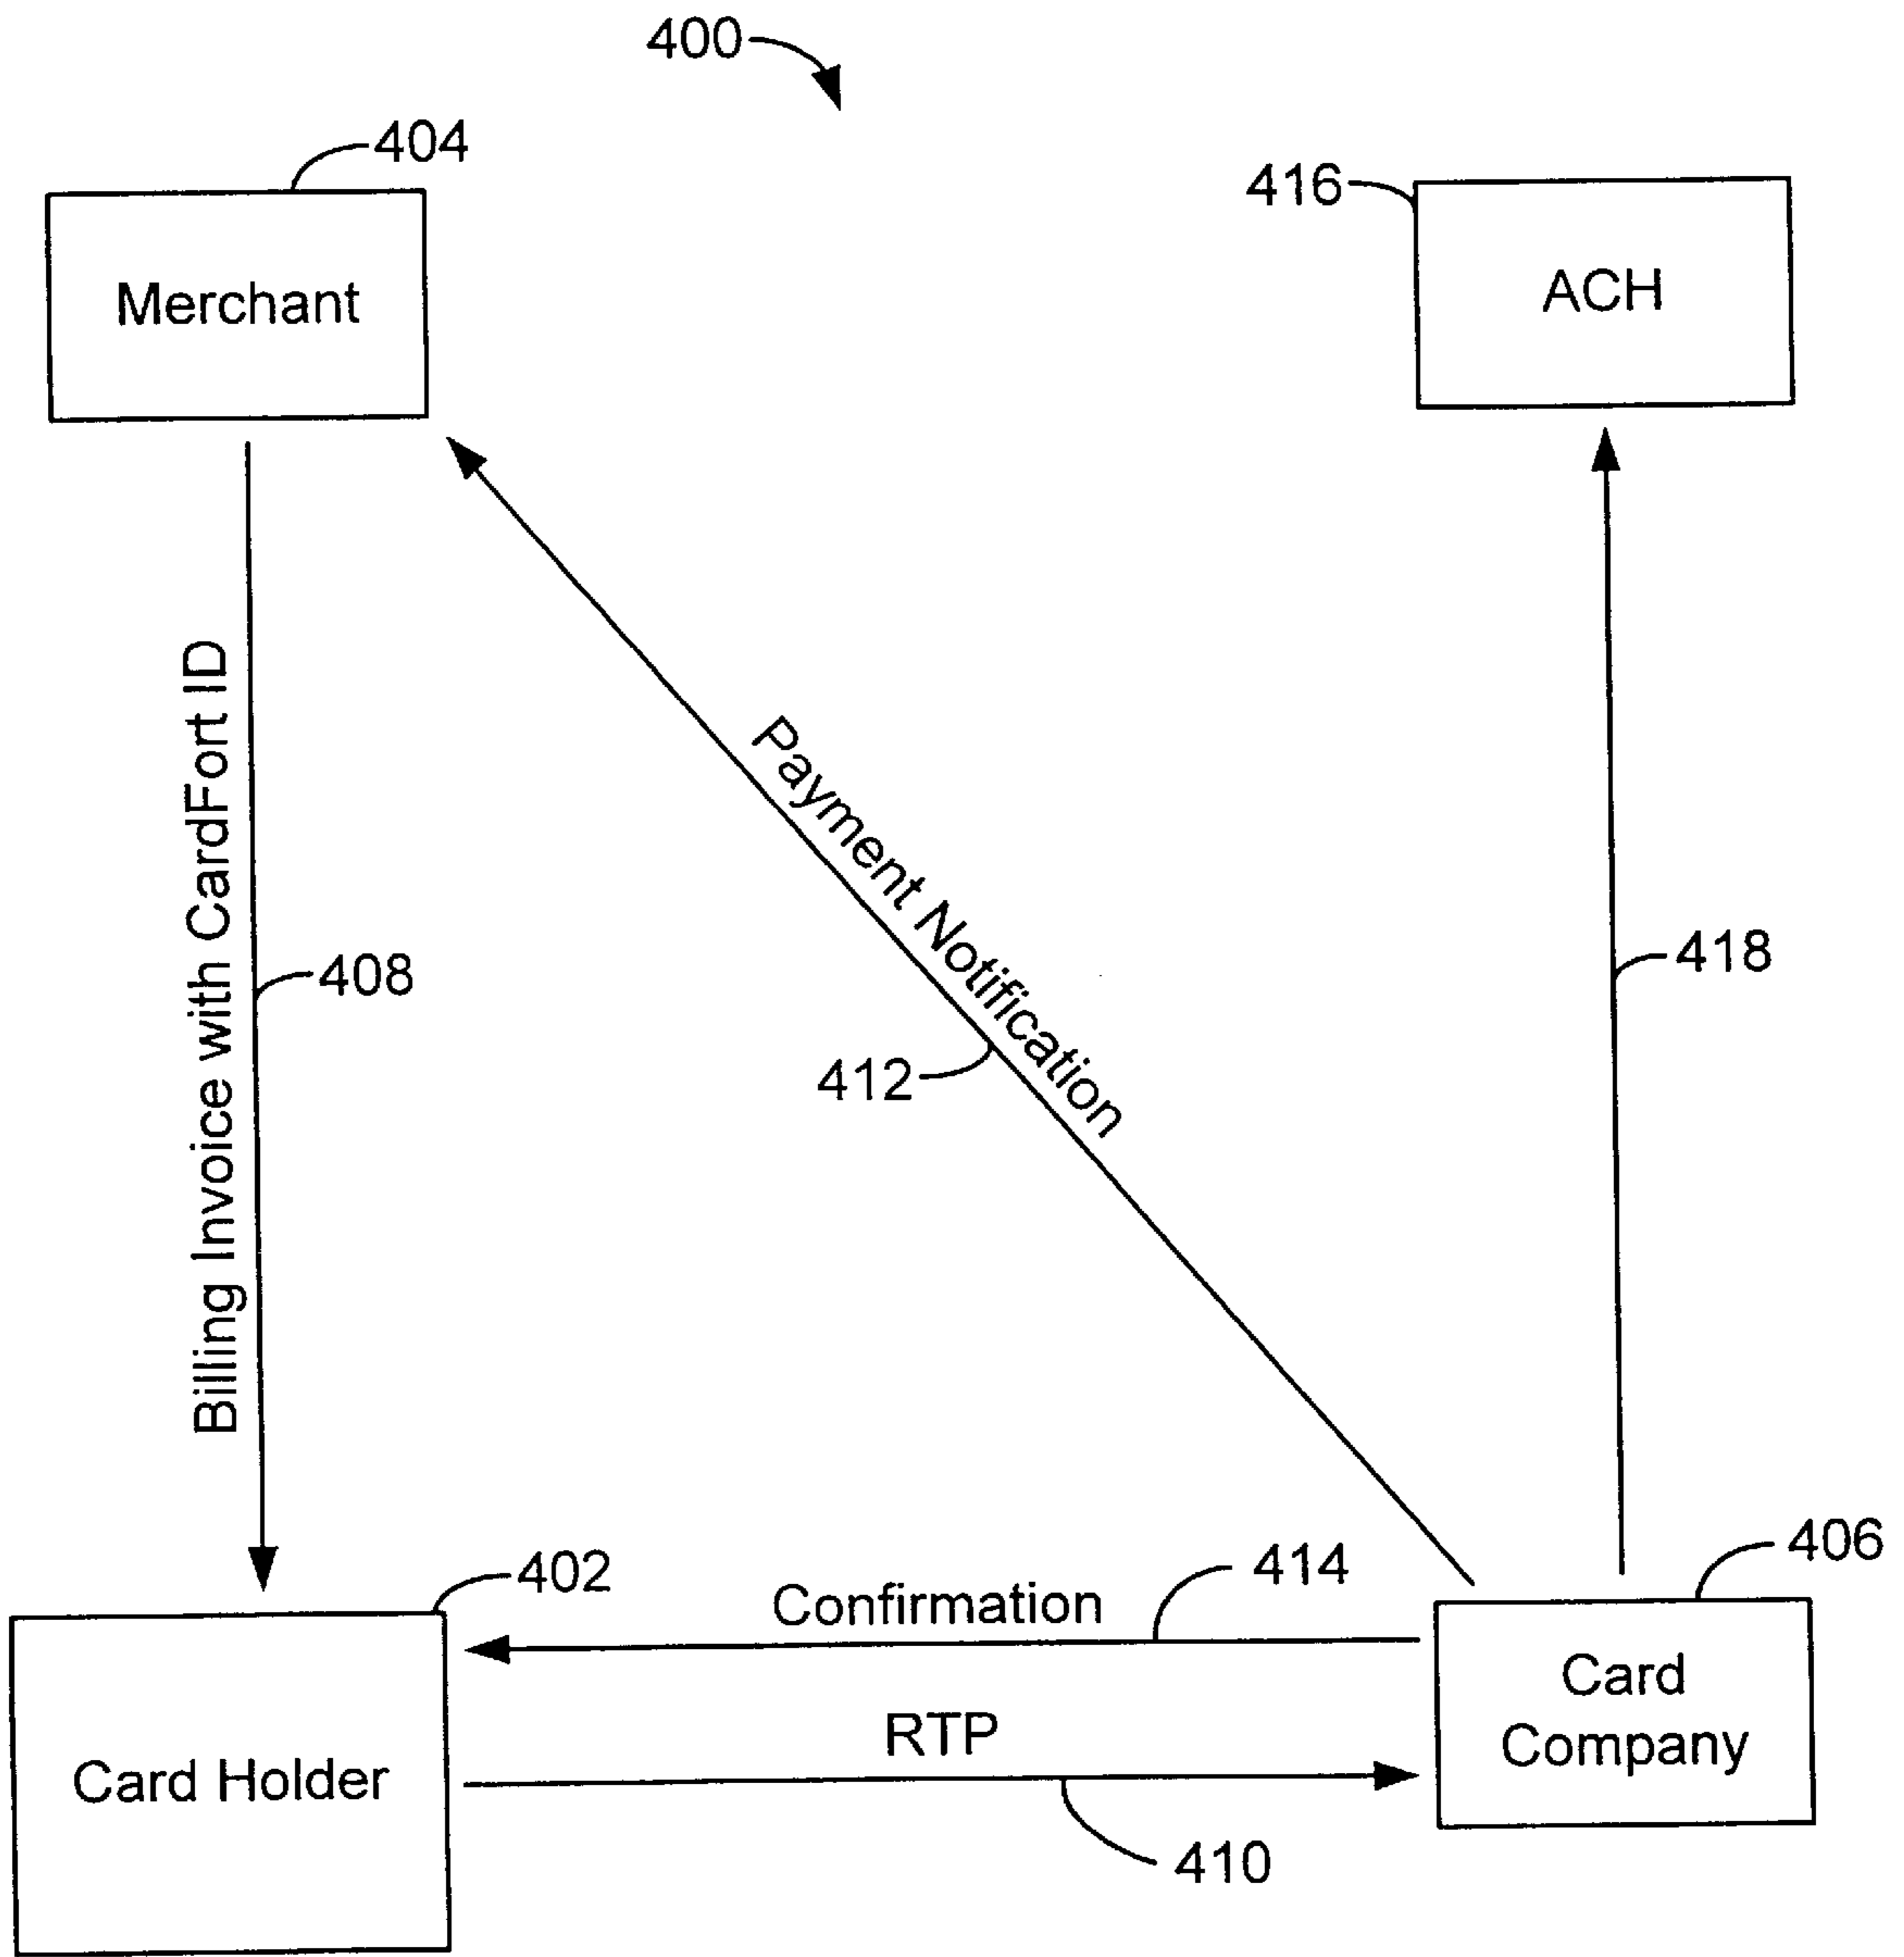 400
404
416
Merchant
ACH
Billing Invoice with CardFort ID
408
Payment Notification
412
418
402
414
406
Confirmation
Card
Company
RTP
Card Holder
410